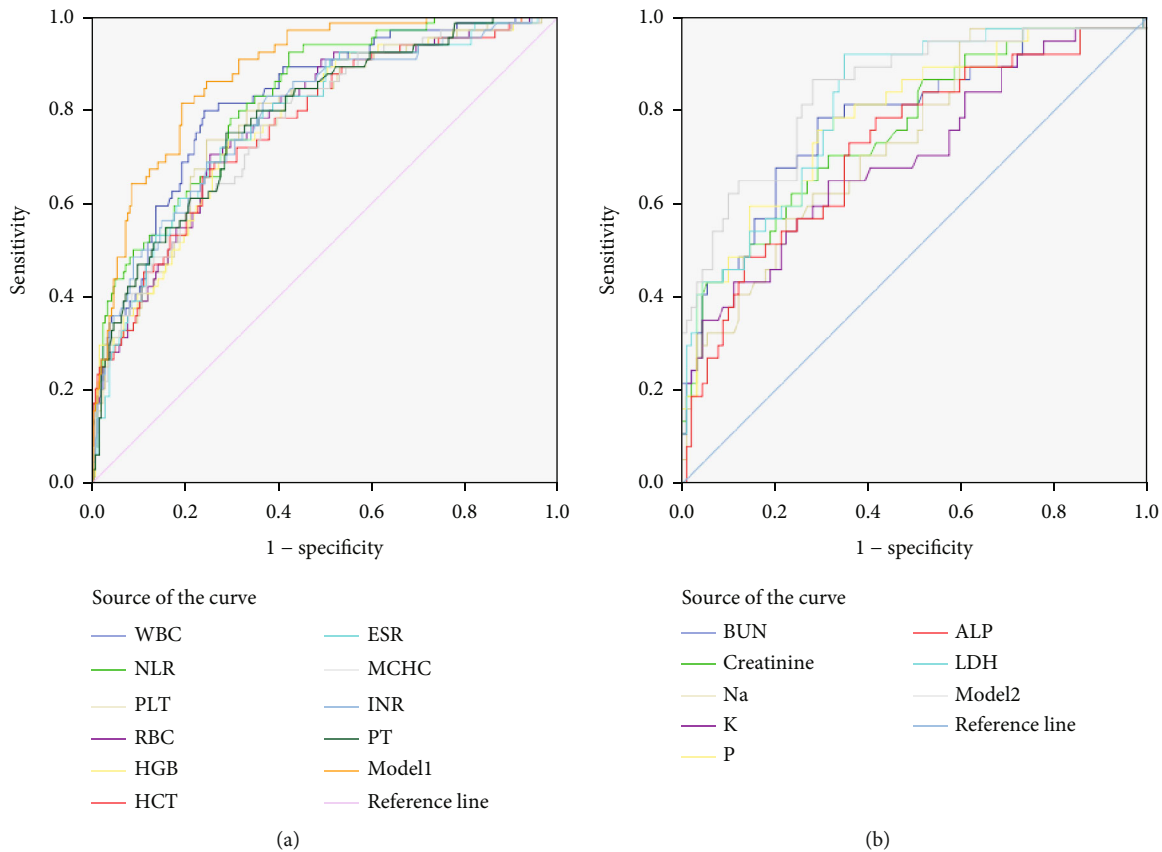 1.0
0.8
0.6
0.4
0.2
0.0
Sensitivity
0.0 0.2 0.4 0.6 0.8 1.0
1 − specificity
Source of the curve
WBC
NLR
PLT
RBC
HGB
HCT
ESR
MCHC
INR
PT
Model1
Reference line
(a)
1.0
0.8
0.6
0.4
0.2
0.0
Sensitivity
0.0 0.2 0.4 0.6 0.8 1.0
1 − specificity
Source of the curve
BUN
Creatinine
Na
K
P
ALP
LDH
Model2
Reference line
(b)